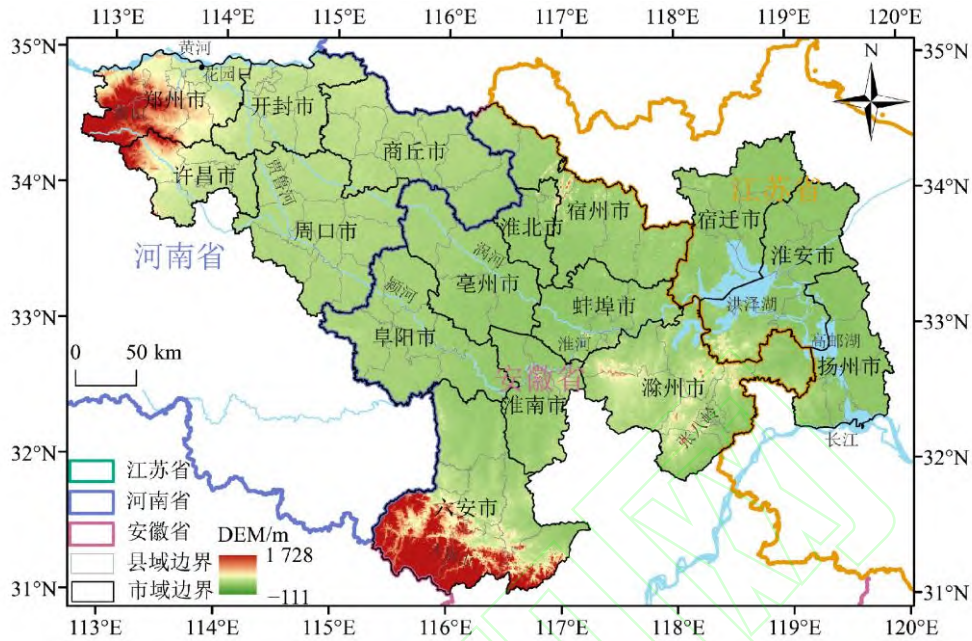 113°E 114°E 115°E 116°E 117°E 118°E 119°E 120°E
35°N
35°N
黄河
花园口
N
郑州市
开封市
商丘市
许昌市
贾鲁河
34°N
34°N
江苏省
宿州市
宿迁市
淮北市
周口市
河南省
淮安市
涡河
亳州市
颍河
蚌埠市
洪泽湖
33°N
33°N
阜阳市
淮河
高邮湖
0 50 km
扬州市
安徽省
滁州市
淮南市
张八岭
长江
32°N
32°N
江苏省
河南省
安徽省
县域边界
市域边界
六安市
DEM/m
1 728
−111
31°N
31°N
113°E 114°E 115°E 116°E 117°E 118°E 119°E 120°E